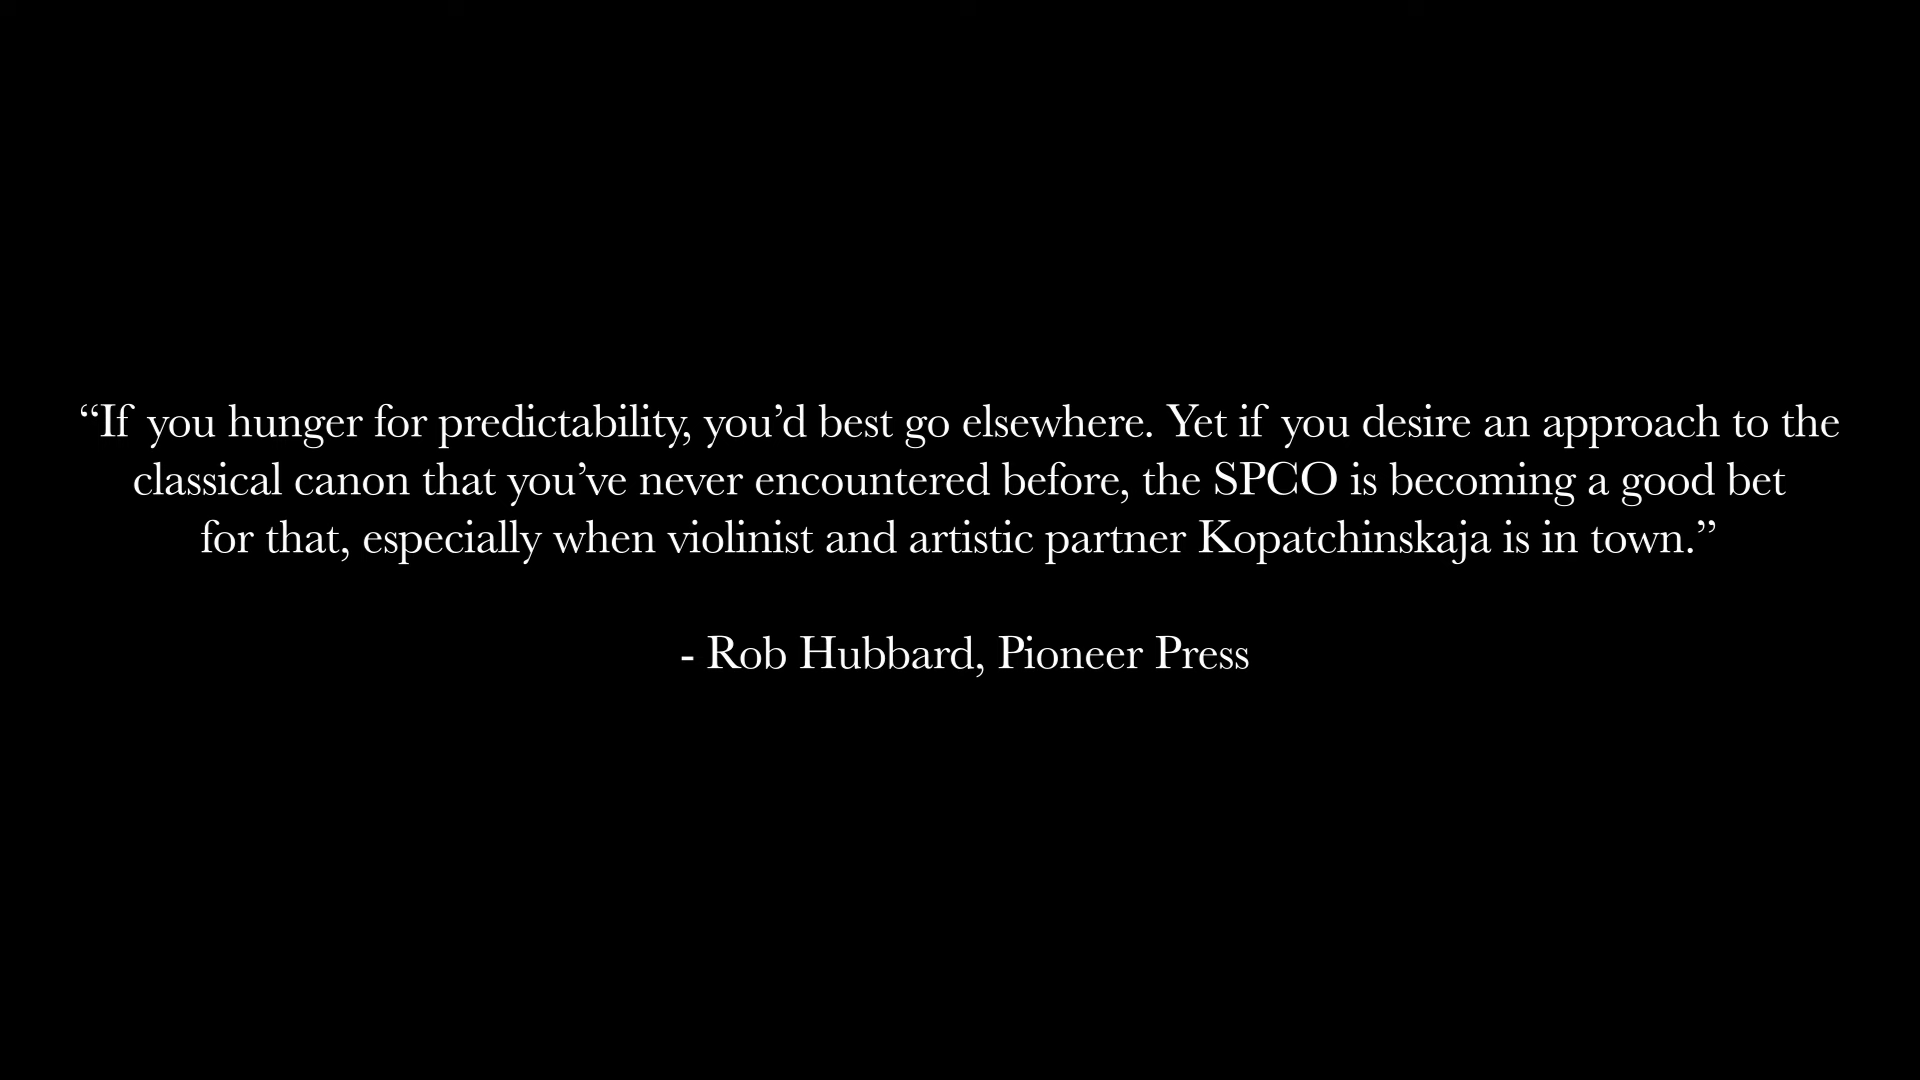 “If you hunger for predictability, you’d best go elsewhere. Yet if you desire an approach to the
classical canon that you’ve never encountered before, the SPCO is becoming a good bet
for that, especially when violinist and artistic partner Kopatchinskaja is in town.”
- Rob Hubbard, Pioneer Press